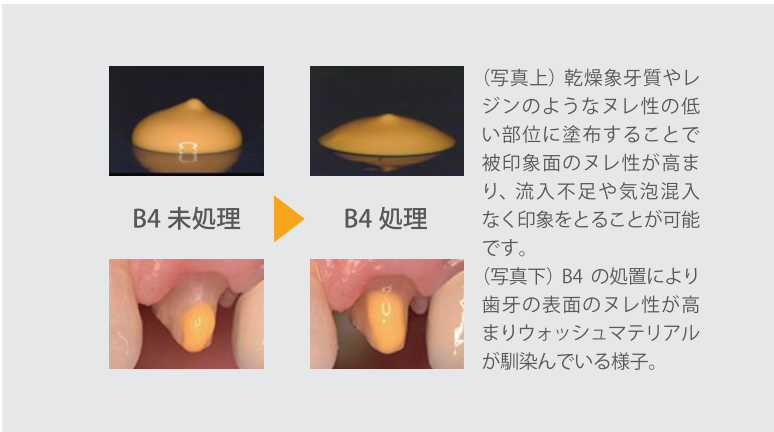 B4 未処理
B4 処理
（写真上）乾燥象牙質やレ
ジンのようなヌレ性の低
い部位に塗布することで
被印象面のヌレ性が高ま
り、流入不足や気泡混入
なく印象をとることが可能
です。
（写真下）B4 の処置により
歯牙の表面のヌレ性が高
まりウォッシュマテリアル
が馴染んでいる様子。